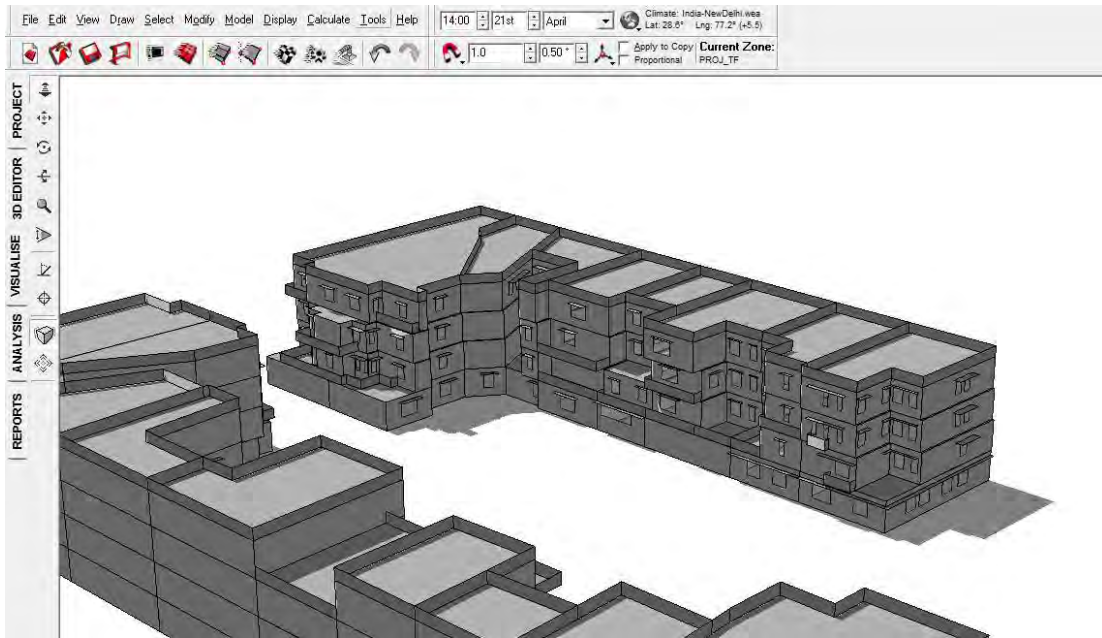 File Edit View Draw Select Modify Model Display Calculate Tools Help
14:00 21st April
Climate: India-NewDelhi.wea
Lat: 28.6° Lng: 77.2° (+5.5)
1.0 0.50 °
Apply to Copy
Proportional
Current Zone:
PROJ_TF
PROJECT
3D EDITOR
VISUALISE
ANALYSIS
REPORTS